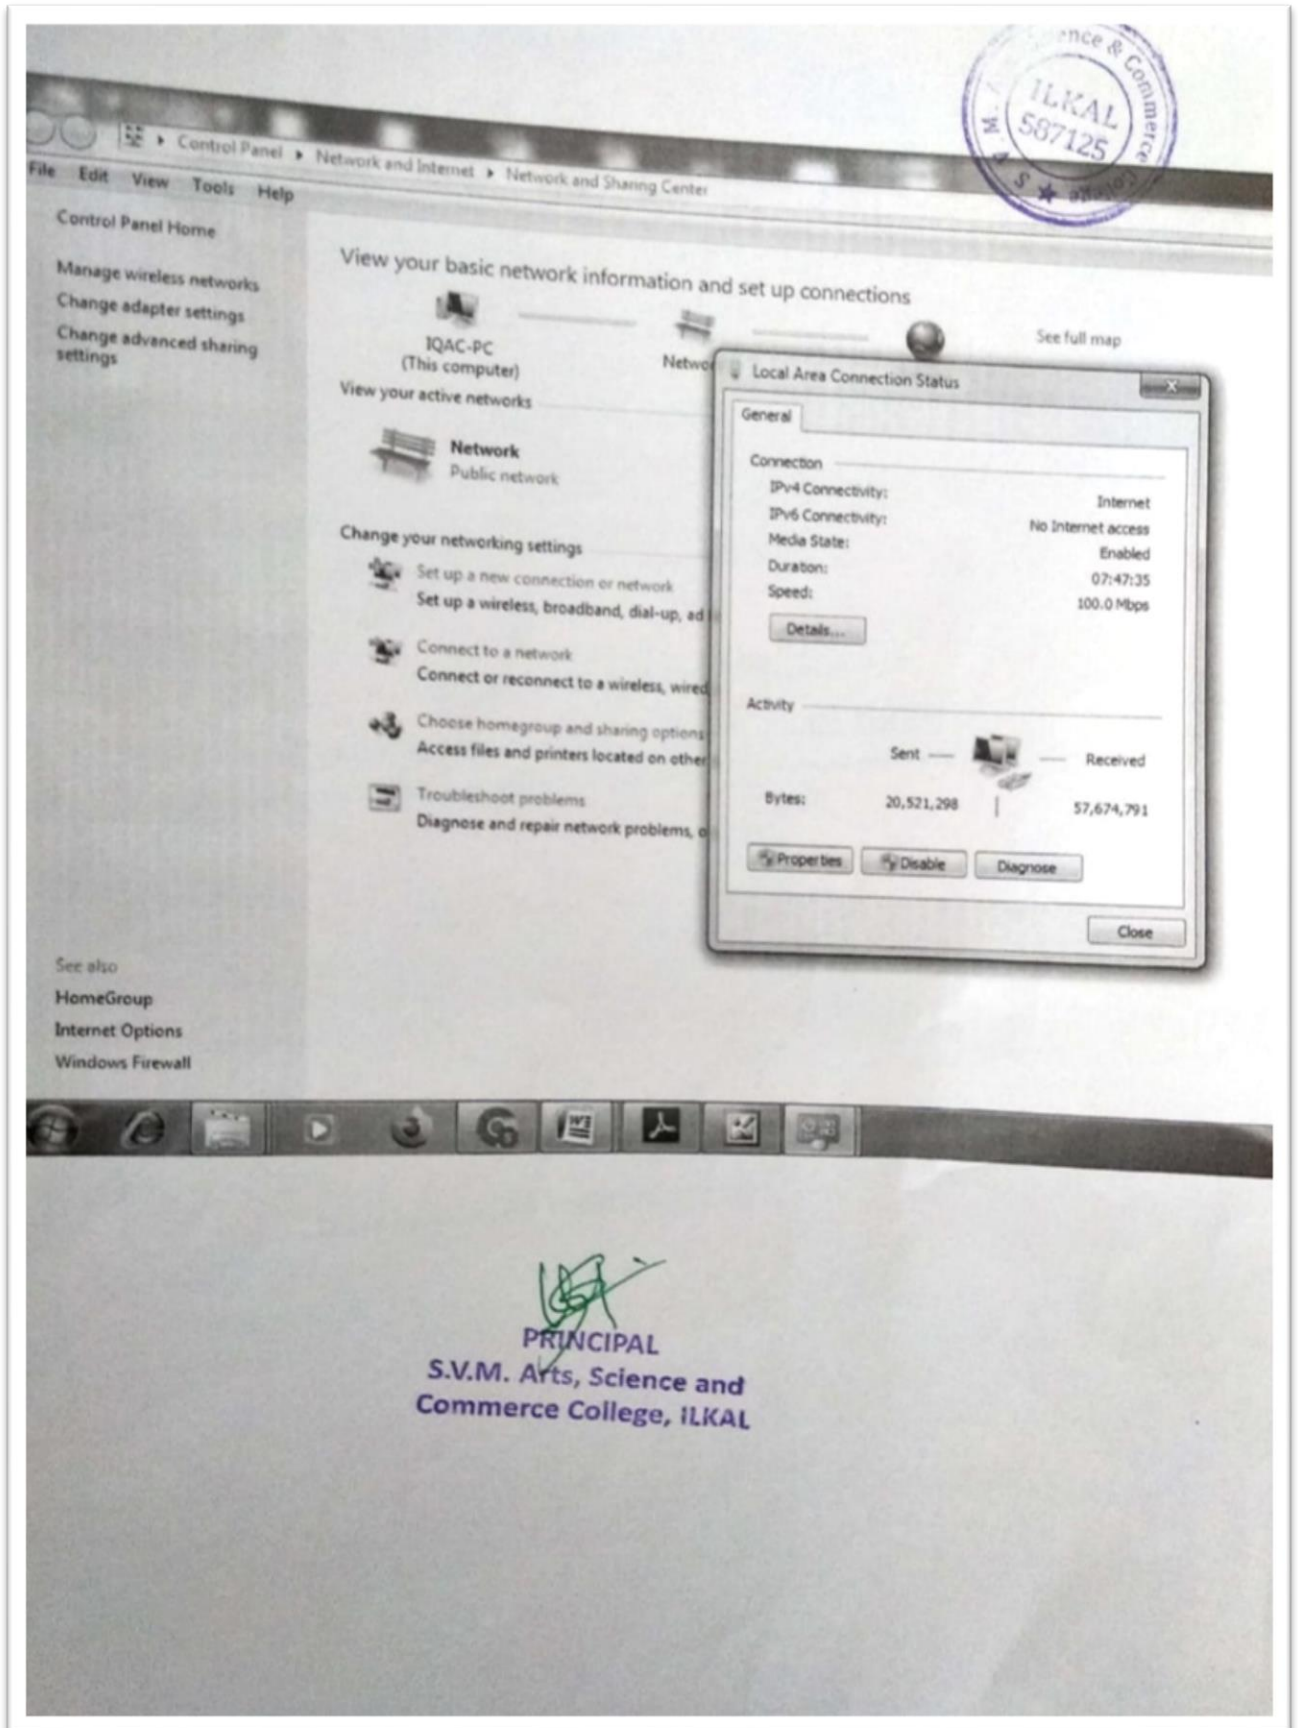 ence & Commerce College ★ S. V. M. A
ILKAL
587125
Control Panel ▸ Network and Internet ▸ Network and Sharing Center
File Edit View Tools Help
Control Panel Home
Manage wireless networks
Change adapter settings
Change advanced sharing
settings
See also
HomeGroup
Internet Options
Windows Firewall
View your basic network information and set up connections
IQAC-PC
(This computer)
Netwo
See full map
View your active networks
Network
Public network
Change your networking settings
Set up a new connection or network
Set up a wireless, broadband, dial-up, ad
Connect to a network
Connect or reconnect to a wireless, wired
Choose homegroup and sharing options
Access files and printers located on other
Troubleshoot problems
Diagnose and repair network problems, o
Local Area Connection Status
X
General
Connection
IPv4 Connectivity: Internet
IPv6 Connectivity: No Internet access
Media State: Enabled
Duration: 07:47:35
Speed: 100.0 Mbps
Details...
Activity
Sent Received
Bytes: 20,521,298 57,674,791
Properties Disable Diagnose
Close
PRINCIPAL
S.V.M. Arts, Science and
Commerce College, ILKAL